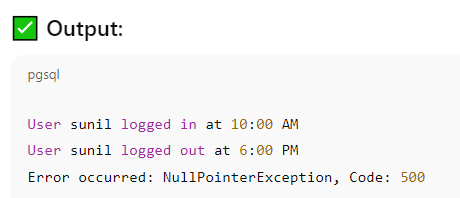 ✅ Output:
pgsql
User sunil logged in at 10:00 AM
User sunil logged out at 6:00 PM
Error occurred: NullPointerException, Code: 500